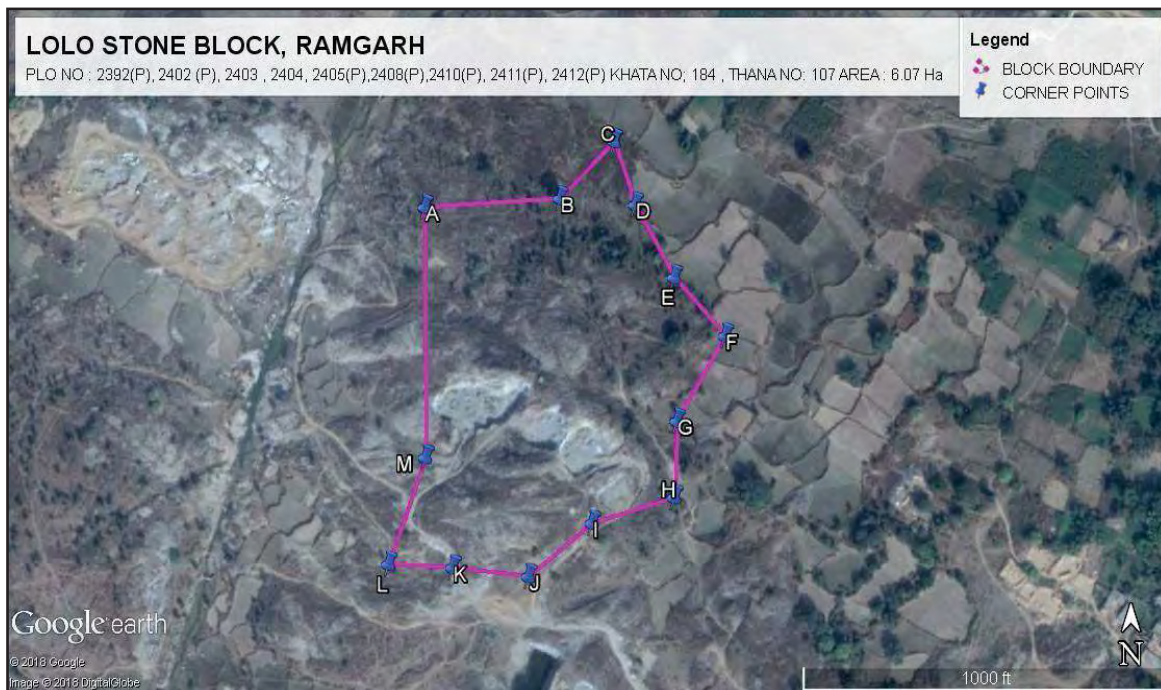 LOLO STONE BLOCK, RAMGARH
PLO NO : 2392(P), 2402 (P), 2403 , 2404, 2405(P),2408(P),2410(P), 2411(P), 2412(P) KHATA NO; 184 , THANA NO: 107 AREA : 6.07 Ha
Legend
BLOCK BOUNDARY
CORNER POINTS
C
B
A
D
E
F
G
M
H
I
L
K
J
Google earth
© 2018 Google
Image © 2018 DigitalGlobe
N
1000 ft